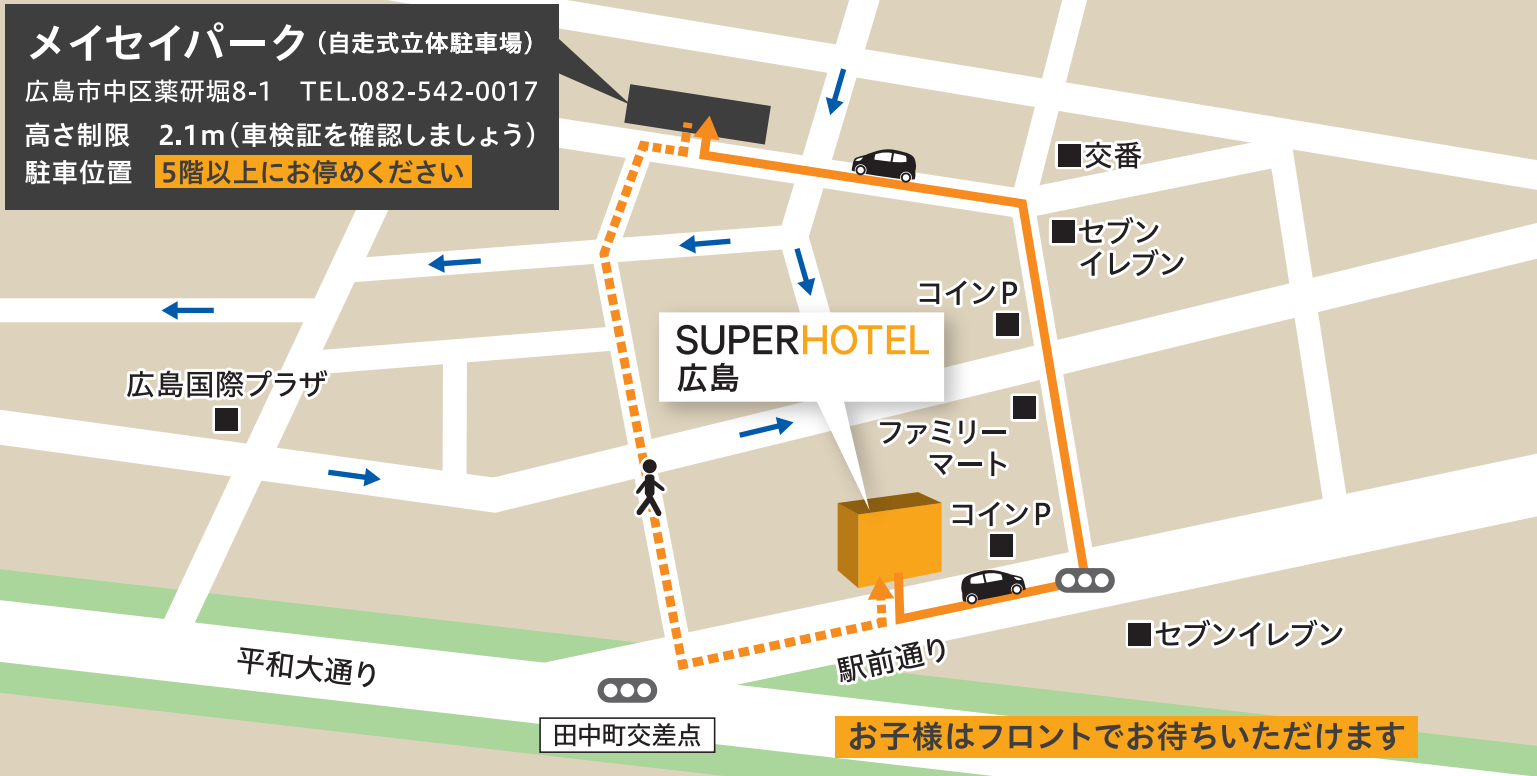 メイセイパーク(自走式立体駐車場)
広島市中区薬研堀8-1 TEL.082-542-0017
高さ制限 2.1m(車検証を確認しましょう)
駐車位置 5階以上にお停めください
交番
セブン
イレブン
コインP
SUPERHOTEL
広島
広島国際プラザ
ファミリー
マート
コインP
セブンイレブン
駅前通り
平和大通り
田中町交差点
お子様はフロントでお待ちいただけます